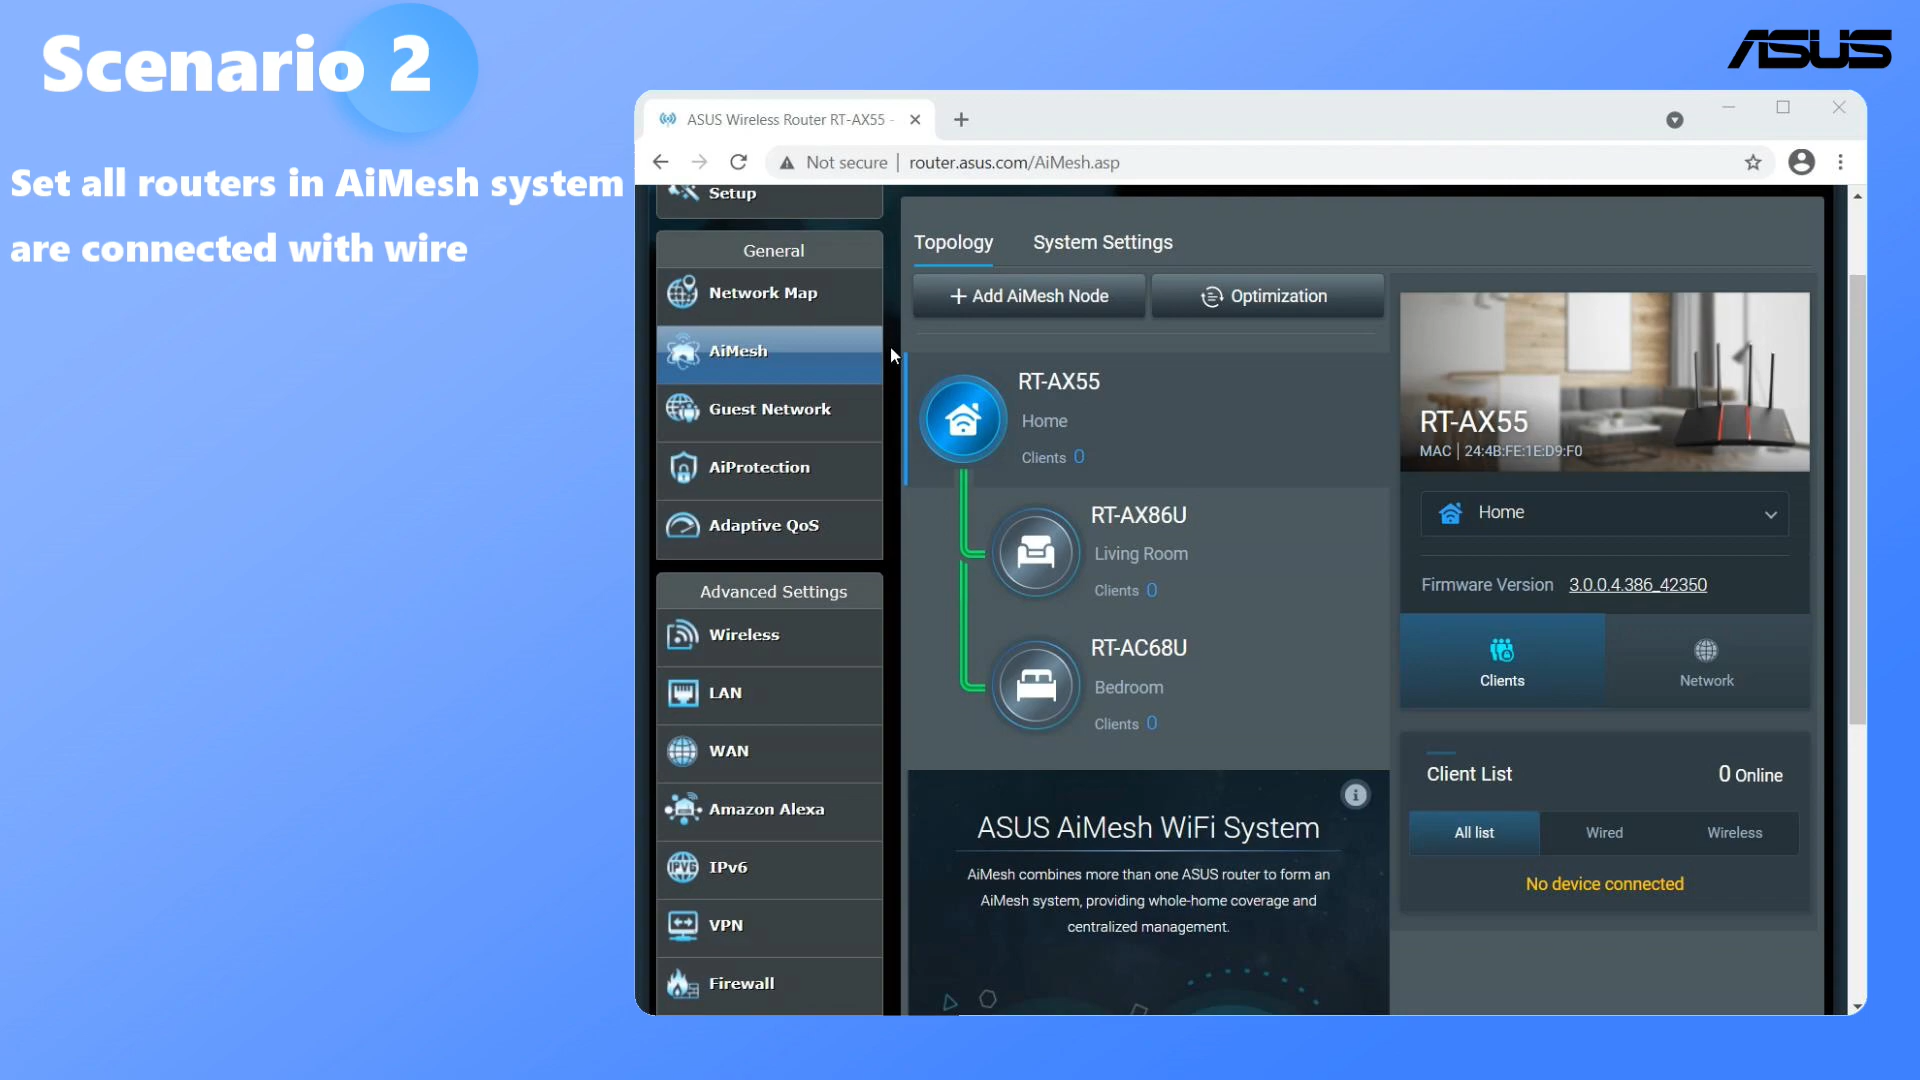 Scenario 2
ASUS
Set all routers in AiMesh system
are connected with wire
ASUS Wireless Router RT-AX55 -
Not secure | router.asus.com/AiMesh.asp
Setup
General
Network Map
AiMesh
Guest Network
AiProtection
Adaptive QoS
Advanced Settings
Wireless
LAN
WAN
Amazon Alexa
IPv6
VPN
Firewall
Topology
System Settings
+ Add AiMesh Node
Optimization
RT-AX55
Home
Clients 0
RT-AX86U
Living Room
Clients 0
RT-AC68U
Bedroom
Clients 0
ASUS AiMesh WiFi System
AiMesh combines more than one ASUS router to form an
AiMesh system, providing whole-home coverage and
centralized management.
RT-AX55
MAC | 24:4B:FE:1E:D9:F0
Home
Firmware Version 3.0.0.4.386_42350
Clients
Network
Client List
0 Online
All list
Wired
Wireless
No device connected